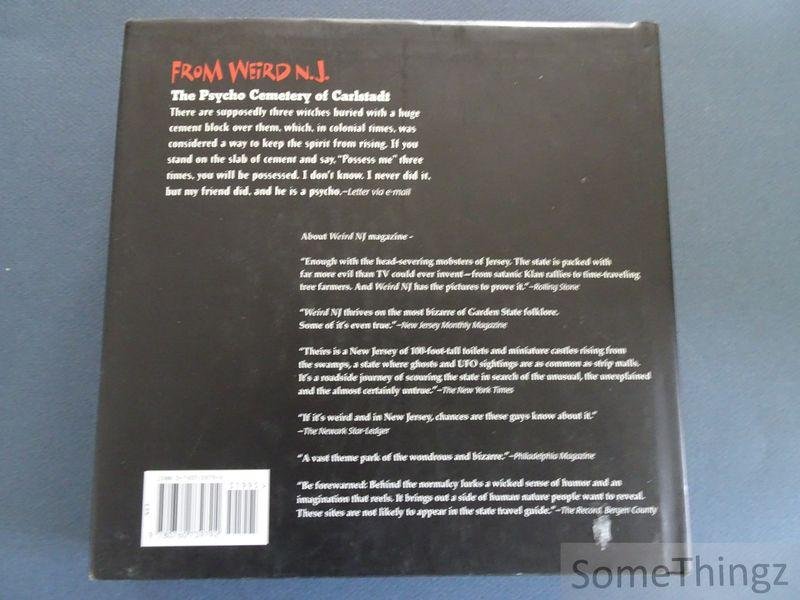 FROM WEIRD N.J.
The Psycho Cemetery of Carlstadt
There are supposedly three witches buried with a huge
cement block over them, which, in colonial times, was
considered a way to keep the spirit from rising. If you
stand on the slab of cement and say, "Possess me" three
times, you will be possessed. I don't know. I never did it,
but my friend did, and he is a psycho.–Letter via e-mail
About Weird NJ magazine -
"Enough with the head-severing mobsters of Jersey. The state is packed with
far more evil than TV could ever invent—from satanic Klan rallies to time-traveling
tree farmers. And Weird NJ has the pictures to prove it."–Rolling Stone
"Weird NJ thrives on the most bizarre of Garden State folklore.
Some of it's even true."–New Jersey Monthly Magazine
"Theirs is a New Jersey of 100-foot-tall toilets and miniature castles rising from
the swamps, a state where ghosts and UFO sightings are as common as strip malls.
It's a roadside journey of scouring the state in search of the unusual, the unexplained
and the almost certainly untrue."–The New York Times
"If it's weird and in New Jersey, chances are these guys know about it."
–The Newark Star-Ledger
"A vast theme park of the wondrous and bizarre."–Philadelphia Magazine
"Be forewarned: Behind the normalcy lurks a wicked sense of humor and an
imagination that reels. It brings out a side of human nature people want to reveal.
These sites are not likely to appear in the state travel guide."–The Record, Bergen County
51995>
SomeThingz